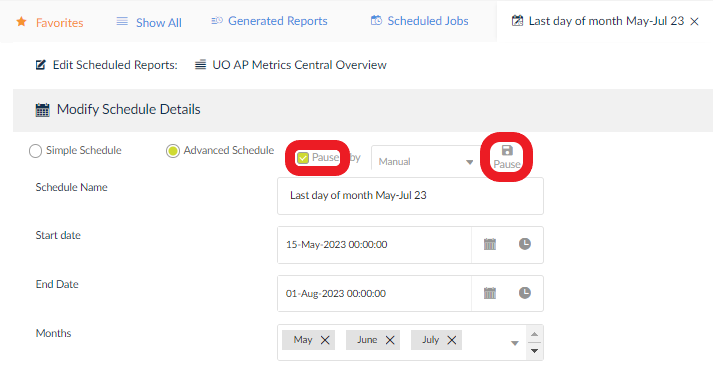 Favorites Show All Generated Reports Scheduled Jobs Last day of month May-Jul 23
Edit Scheduled Reports: UO AP Metrics Central Overview
Modify Schedule Details
Simple Schedule Advanced Schedule Pause by Manual Pause
Schedule Name Last day of month May-Jul 23
Start date 15-May-2023 00:00:00
End Date 01-Aug-2023 00:00:00
Months May June July